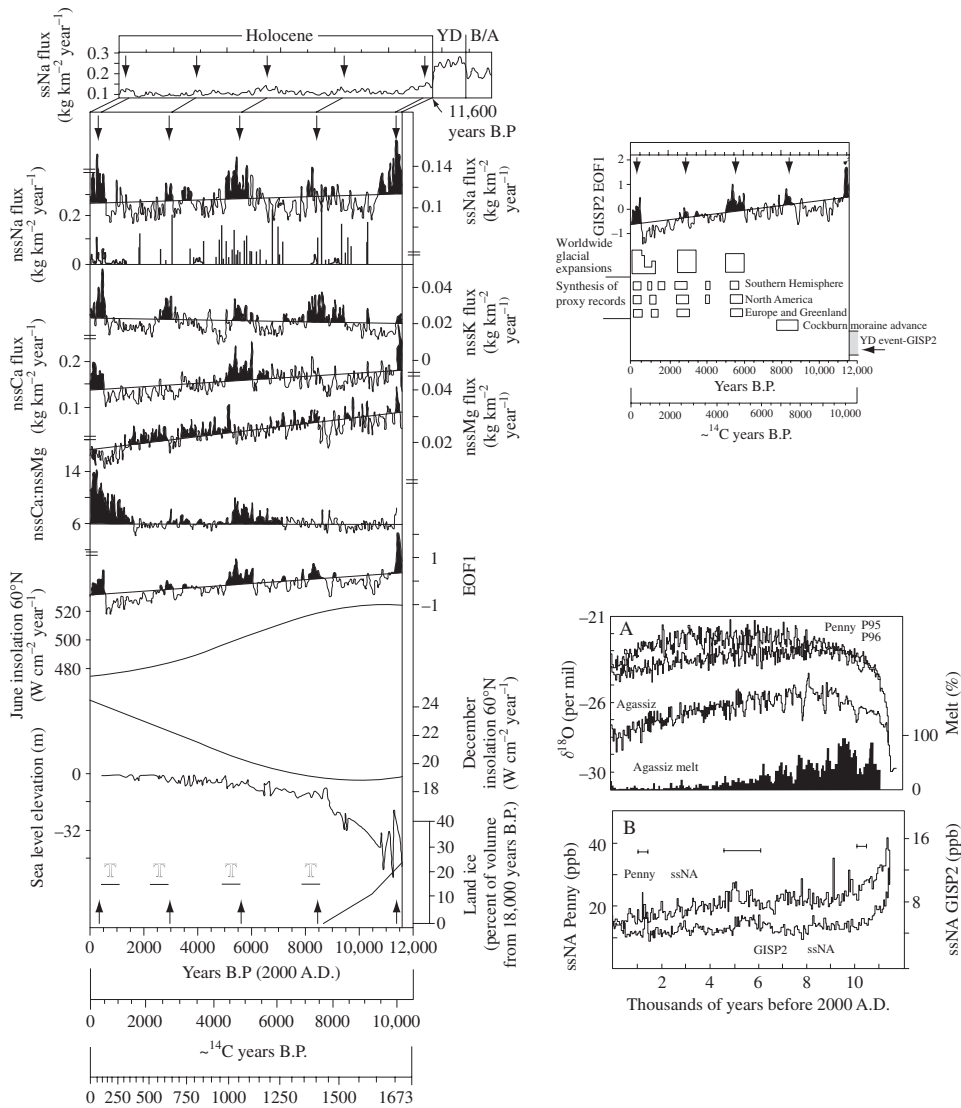 Holocene YD B/A
ssNa flux
(kg km⁻² year⁻¹)
0.3
0.2
0.1
11,600
years B.P
nssNa flux
(kg km⁻² year⁻¹)
0.2
0
0.14
0.1
ssNa flux
(kg km⁻²
year⁻¹)
0.04
0.02
0
nssK flux
(kg km⁻²
year⁻¹)
nssCa flux
(kg km⁻² year⁻¹)
0.2
0.1
0.04
0.02
nssMg flux
(kg km⁻²
year⁻¹)
nssCa:nssMg
14
6
1
−1
EOF1
June insolation 60°N
(W cm⁻² year⁻¹)
520
500
480
24
22
20
18
December
insolation 60°N
(W cm⁻² year⁻¹)
Sea level elevation (m)
0
−32
40
30
20
10
0
Land ice
(percent of volume
from 18,000 years B.P.)
T T T T
0 2000 4000 6000 8000 10,000 12,000
Years B.P (2000 A.D.)
0 2000 4000 6000 8000 10,000
~¹⁴C years B.P.
0 250 500 750 1000 1250 1500 1673
GISP2 EOF1
2
1
0
−1
Worldwide
glacial
expansions
Synthesis of
proxy records
Southern Hemisphere
North America
Europe and Greenland
Cockburn moraine advance
YD event-GISP2
0 2000 4000 6000 8000 10,000 12,000
Years B.P.
0 2000 4000 6000 8000 10,000
~¹⁴C years B.P.
A
Penny P95
P96
Agassiz
Agassiz melt
δ¹⁸O (per mil)
−21
−26
−30
100
0
Melt (%)
B
Penny ssNA
GISP2 ssNA
ssNA Penny (ppb)
40
20
16
8
ssNA GISP2 (ppb)
2 4 6 8 10
Thousands of years before 2000 A.D.